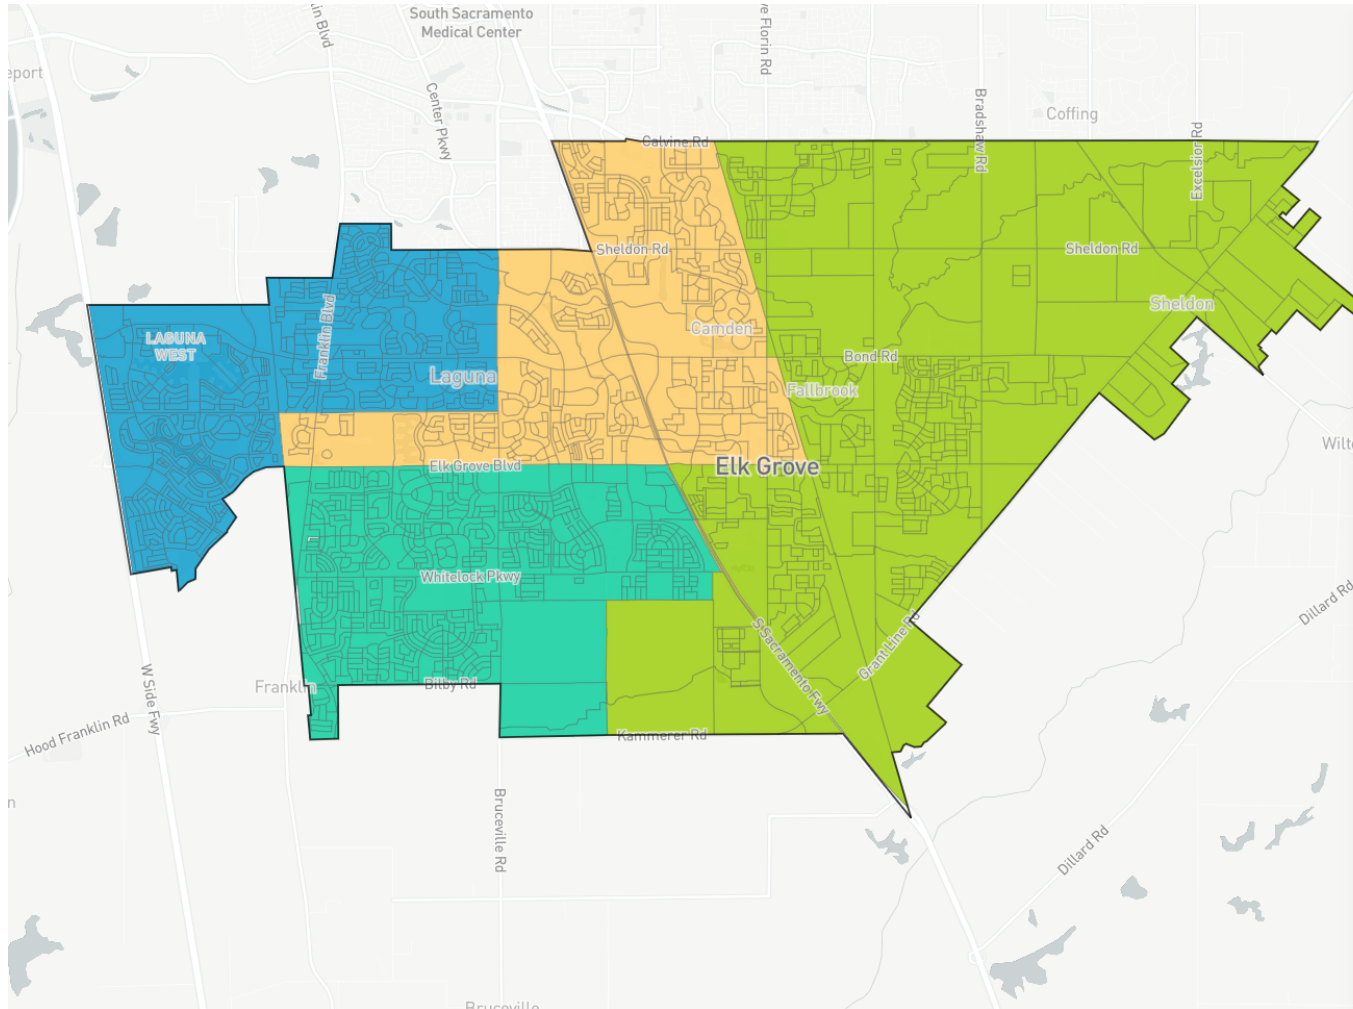 South Sacramento
Medical Center
Center Pkwy
Bradshaw Rd
Coffing
Excelsior Rd
Calvine Rd
Sheldon Rd
Sheldon Rd
Sheldon
Franklin Blvd
LAGUNA
WEST
Camden
Bond Rd
Laguna
Fallbrook
Elk Grove Blvd
Elk Grove
Whitelock Pkwy
Dillard Rd
S Sacramento Fwy
Grant Line Rd
W Side Fwy
Franklin
Bilby Rd
Hood Franklin Rd
Kammerer Rd
Bruceville Rd
Dillard Rd
Bruceville